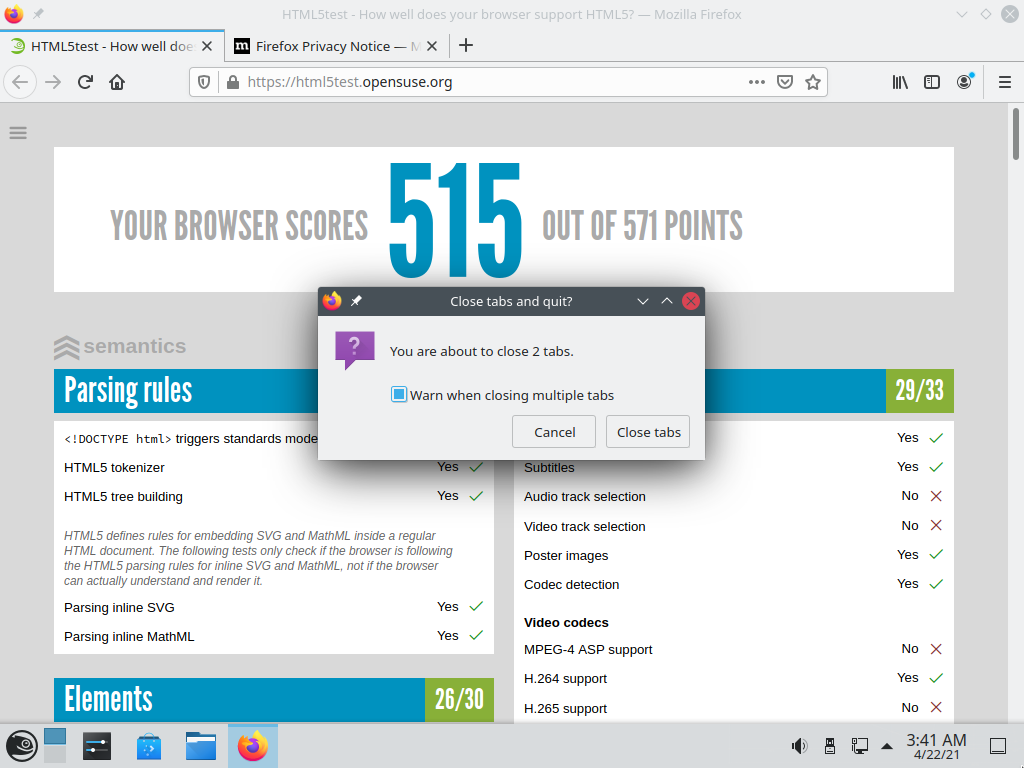 HTML5test - How well does your browser support HTML5? — Mozilla Firefox
HTML5test - How well doe
Firefox Privacy Notice — M
https://html5test.opensuse.org
YOUR BROWSER SCORES 515 OUT OF 571 POINTS
Close tabs and quit?
You are about to close 2 tabs.
Warn when closing multiple tabs
Cancel
Close tabs
semantics
Parsing rules
<!DOCTYPE html> triggers standards mode
HTML5 tokenizer Yes
HTML5 tree building Yes
HTML5 defines rules for embedding SVG and MathML inside a regular
HTML document. The following tests only check if the browser is following
the HTML5 parsing rules for inline SVG and MathML, not if the browser
can actually understand and render it.
Parsing inline SVG Yes
Parsing inline MathML Yes
Elements 26/30
29/33
Yes
Subtitles Yes
Audio track selection No
Video track selection No
Poster images Yes
Codec detection Yes
Video codecs
MPEG-4 ASP support No
H.264 support Yes
H.265 support No
3:41 AM
4/22/21